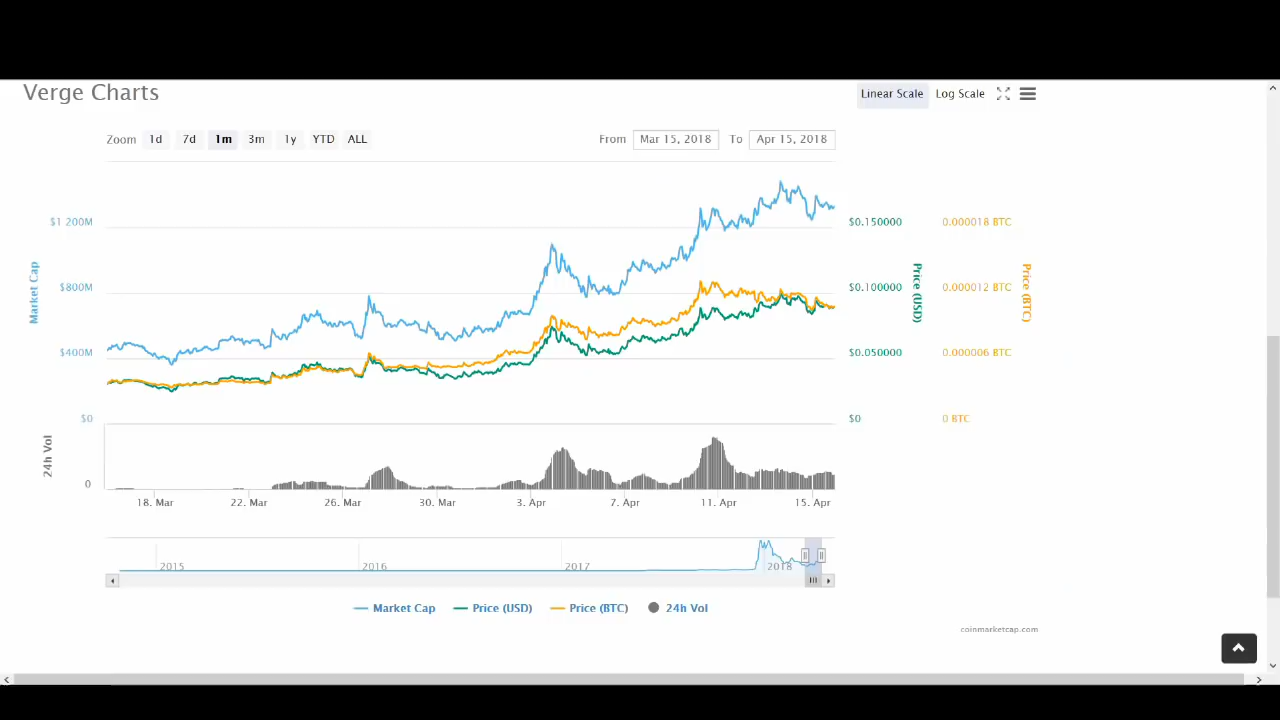 Verge Charts
Linear Scale Log Scale
Zoom 1d 7d 1m 3m 1y YTD ALL From Mar 15, 2018 To Apr 15, 2018
$1 200M $0.150000 0.000018 BTC
$800M $0.100000 0.000012 BTC
$400M $0.050000 0.000006 BTC
$0 $0 0 BTC
Market Cap
Price (USD)
Price (BTC)
24h Vol
0
18. Mar 22. Mar 26. Mar 30. Mar 3. Apr 7. Apr 11. Apr 15. Apr
2015 2016 2017 2018
Market Cap Price (USD) Price (BTC) 24h Vol
coinmarketcap.com